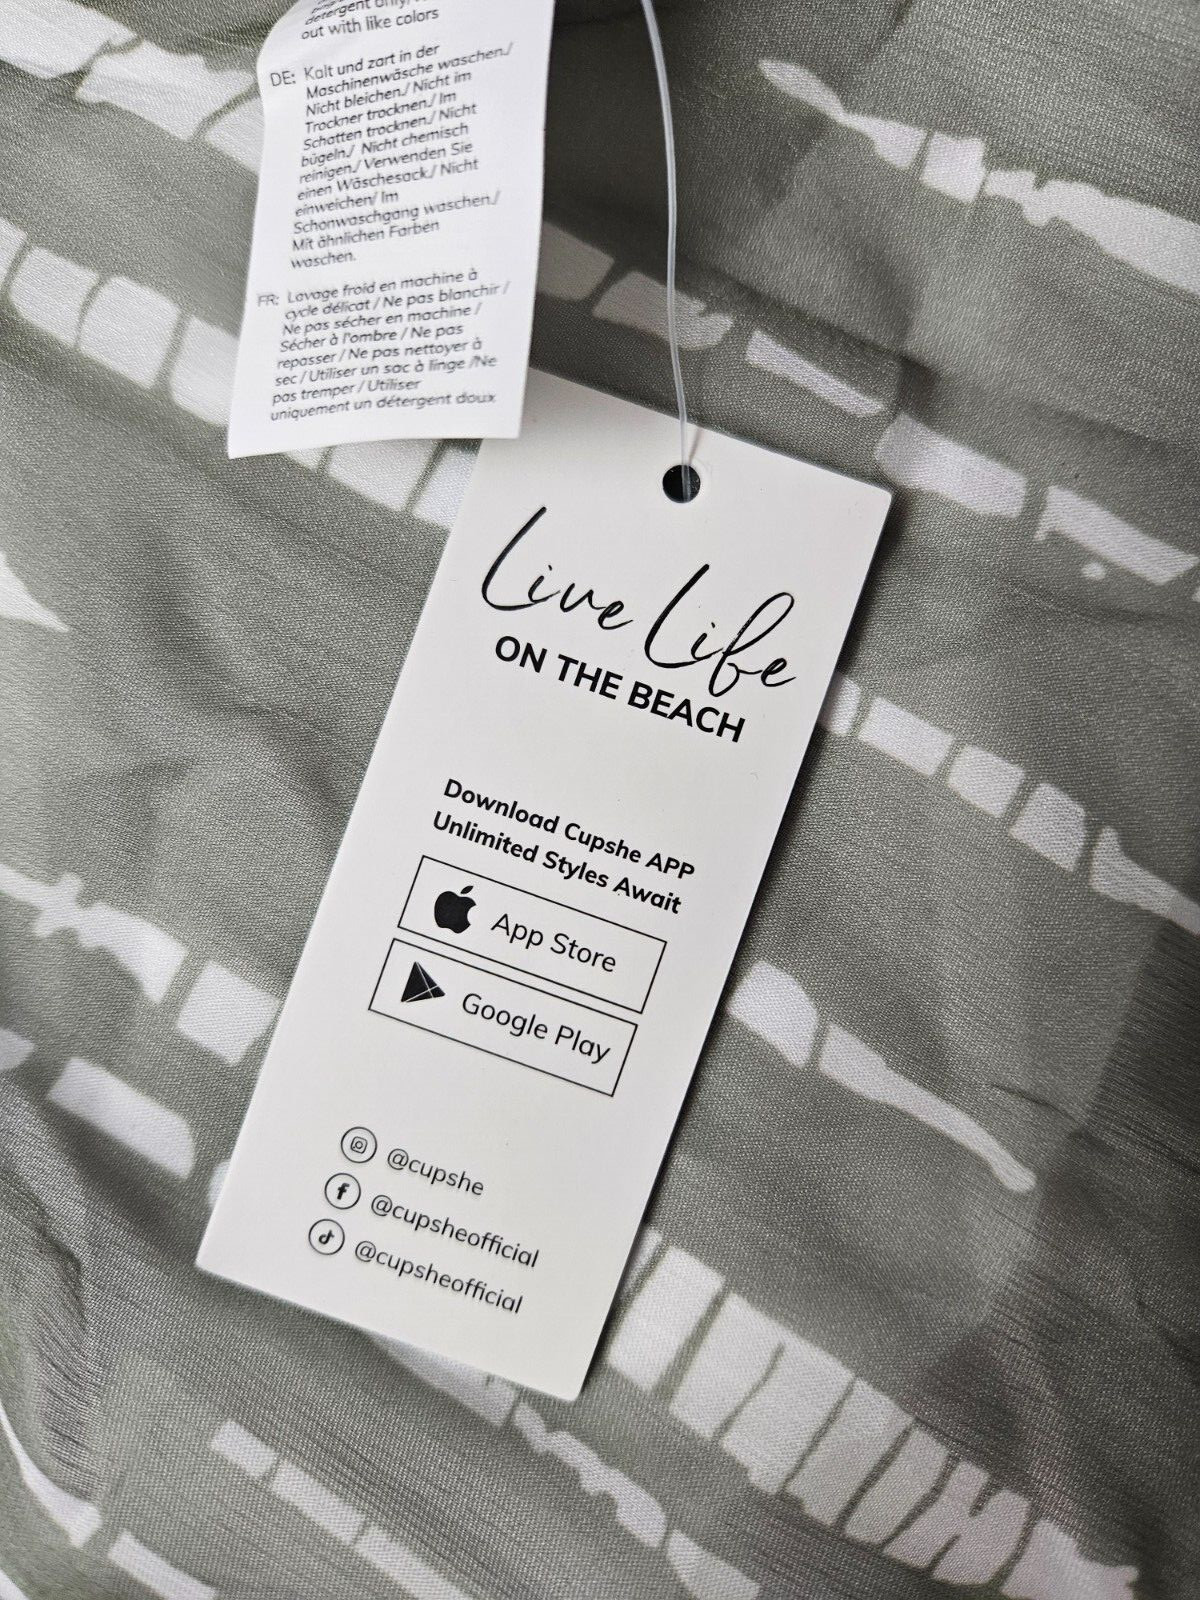 detergent only/
out with like colors
DE: Kalt und zart in der
Maschinenwäsche waschen./
Nicht bleichen./ Nicht im
Trockner trocknen./ Im
Schatten trocknen./ Nicht
bügeln./ Nicht chemisch
reinigen./ Verwenden Sie
einen Wäschesack./ Nicht
einweichen/ Im
Schonwaschgang waschen./
Mit ähnlichen Farben
waschen.
FR: Lavage froid en machine à
cycle délicat / Ne pas blanchir /
Ne pas sécher en machine /
Sécher à l'ombre / Ne pas
repasser / Ne pas nettoyer à
sec / Utiliser un sac à linge /Ne
pas tremper / Utiliser
uniquement un détergent doux
Live Life
ON THE BEACH
Download Cupshe APP
Unlimited Styles Await
App Store
Google Play
@cupshe
@cupsheofficial
@cupsheofficial